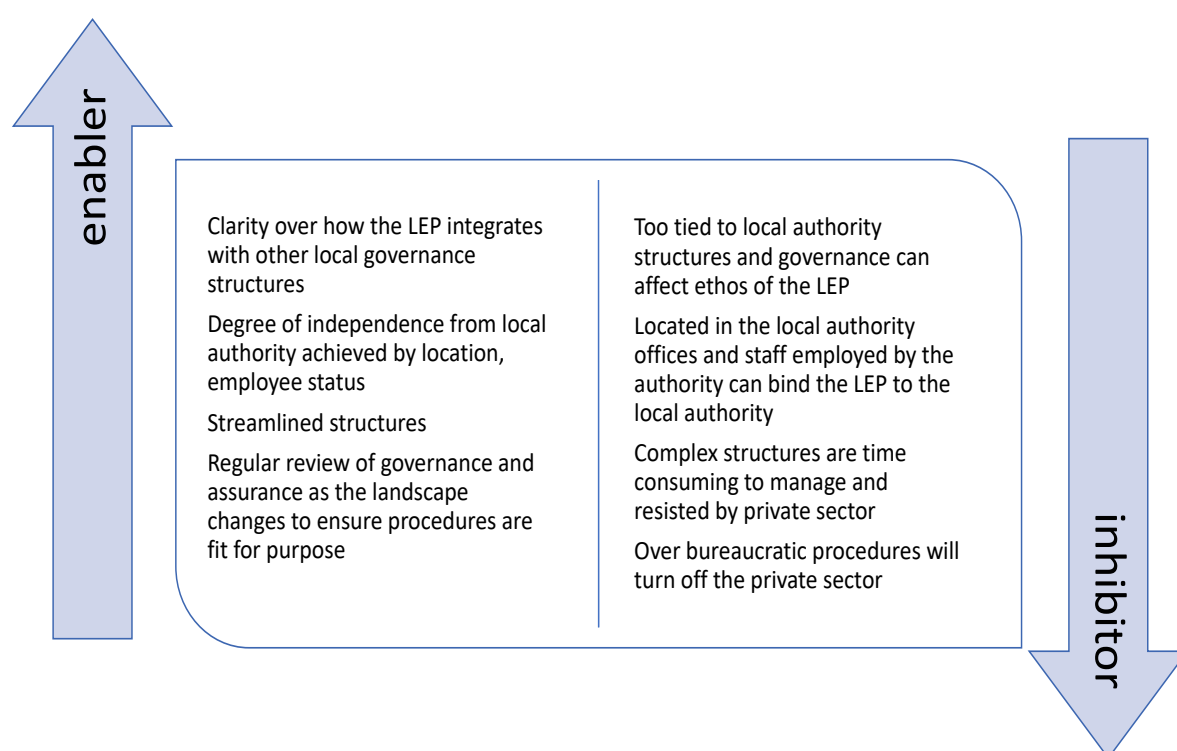 enabler
Clarity over how the LEP integrates
with other local governance
structures
Degree of independence from local
authority achieved by location,
employee status
Streamlined structures
Regular review of governance and
assurance as the landscape
changes to ensure procedures are
fit for purpose
Too tied to local authority
structures and governance can
affect ethos of the LEP
Located in the local authority
offices and staff employed by the
authority can bind the LEP to the
local authority
Complex structures are time
consuming to manage and
resisted by private sector
Over bureaucratic procedures will
turn off the private sector
inhibitor